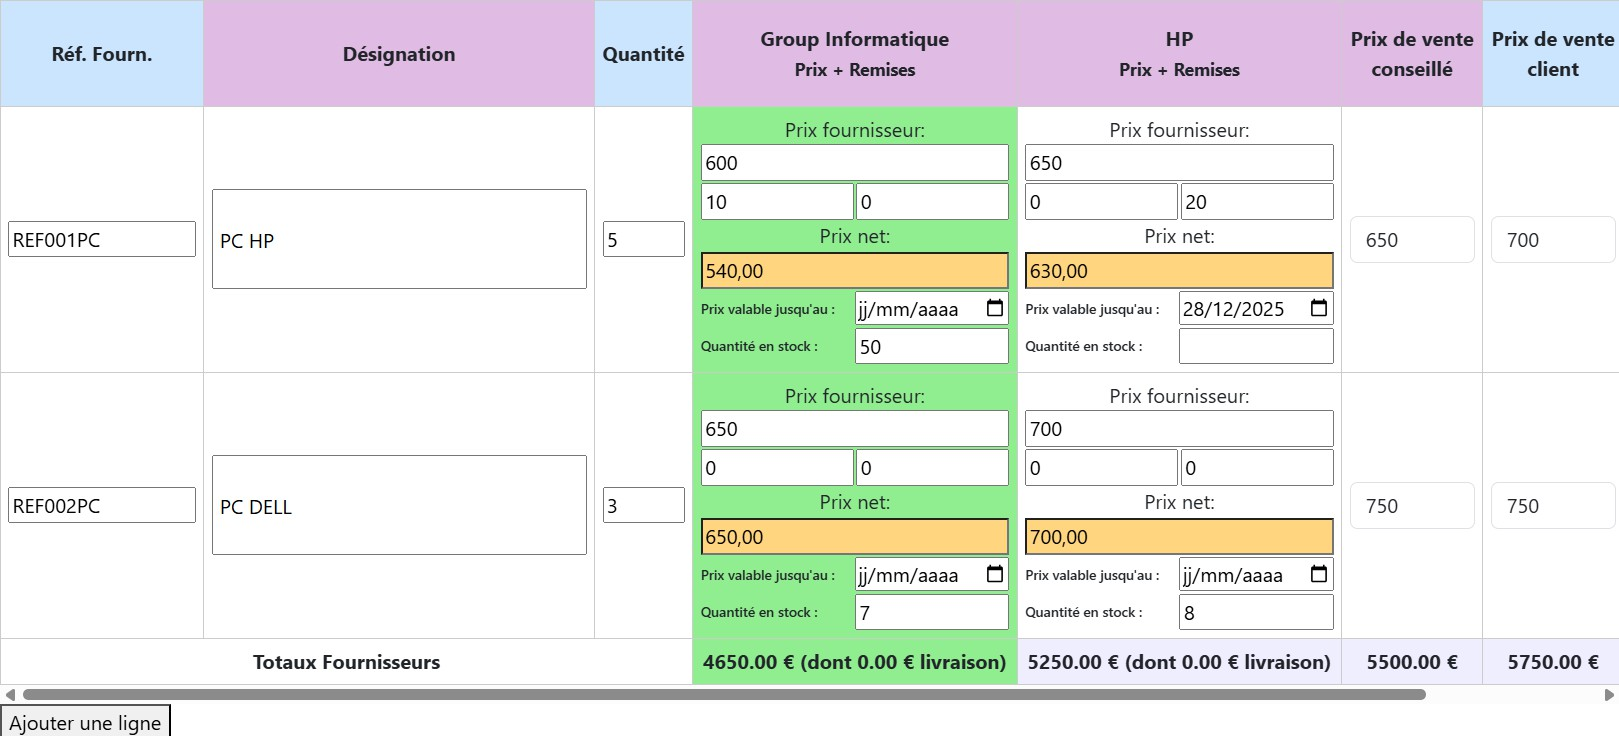 Réf. Fourn.
Désignation
Quantité
Group Informatique
Prix + Remises
HP
Prix + Remises
Prix de vente
conseillé
Prix de vente
client
REF001PC
PC HP
5
Prix fournisseur:
600
10
0
Prix net:
540,00
Prix valable jusqu'au :
jj/mm/aaaa
Quantité en stock :
50
Prix fournisseur:
650
0
20
Prix net:
630,00
Prix valable jusqu'au :
28/12/2025
Quantité en stock :
650
700
REF002PC
PC DELL
3
Prix fournisseur:
650
0
0
Prix net:
650,00
Prix valable jusqu'au :
jj/mm/aaaa
Quantité en stock :
7
Prix fournisseur:
700
0
0
Prix net:
700,00
Prix valable jusqu'au :
jj/mm/aaaa
Quantité en stock :
8
750
750
Totaux Fournisseurs
4650.00 € (dont 0.00 € livraison)
5250.00 € (dont 0.00 € livraison)
5500.00 €
5750.00 €
Ajouter une ligne